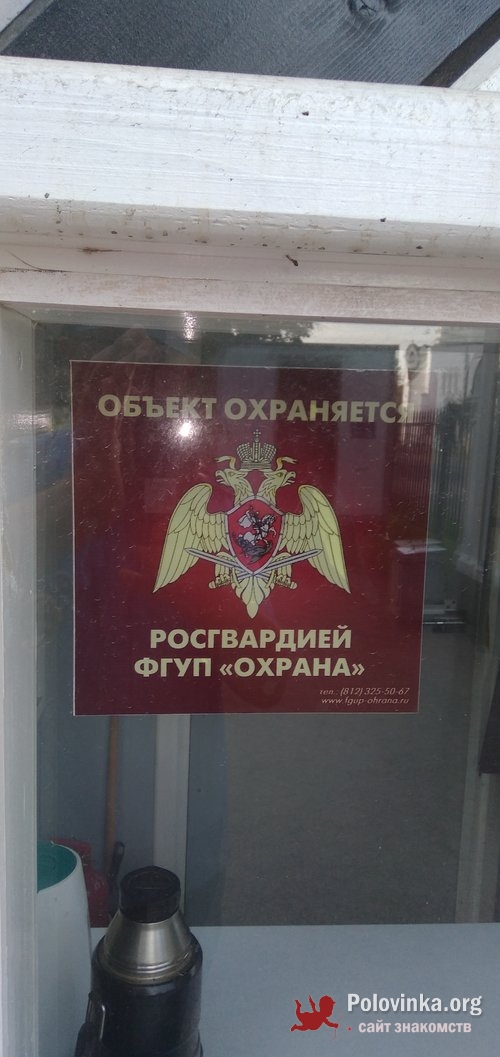 ОБЪЕКТ ОХРАНЯЕТСЯ
РОСГВАРДИЕЙ
ФГУП «ОХРАНА»
тел.: (812) 325-50-67
www.fgup-ohrana.ru
Polovinka.org
сайт знакомств